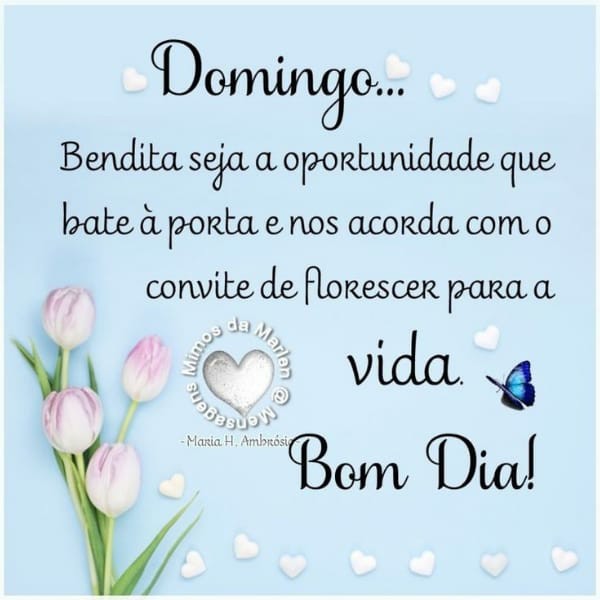 Domingo...
Bendita seja a oportunidade que
bate à porta e nos acorda com o
convite de florescer para a
vida.
Mimos da Marlan @Mensagens
-Maria H. Ambrósio-
Bom Dia!